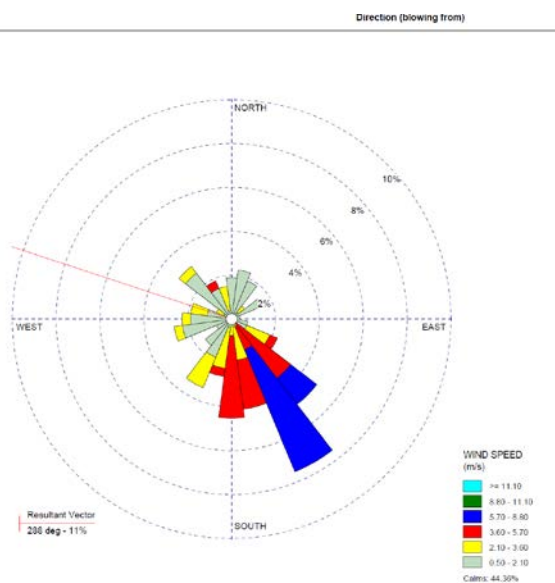 Direction (blowing from)
NORTH
10%
8%
6%
4%
2%
WEST
EAST
WIND SPEED
(m/s)
>= 11.10
8.80 - 11.10
5.70 - 8.80
3.60 - 5.70
2.10 - 3.60
0.50 - 2.10
Calms: 44.36%
Resultant Vector
288 deg - 11%
SOUTH